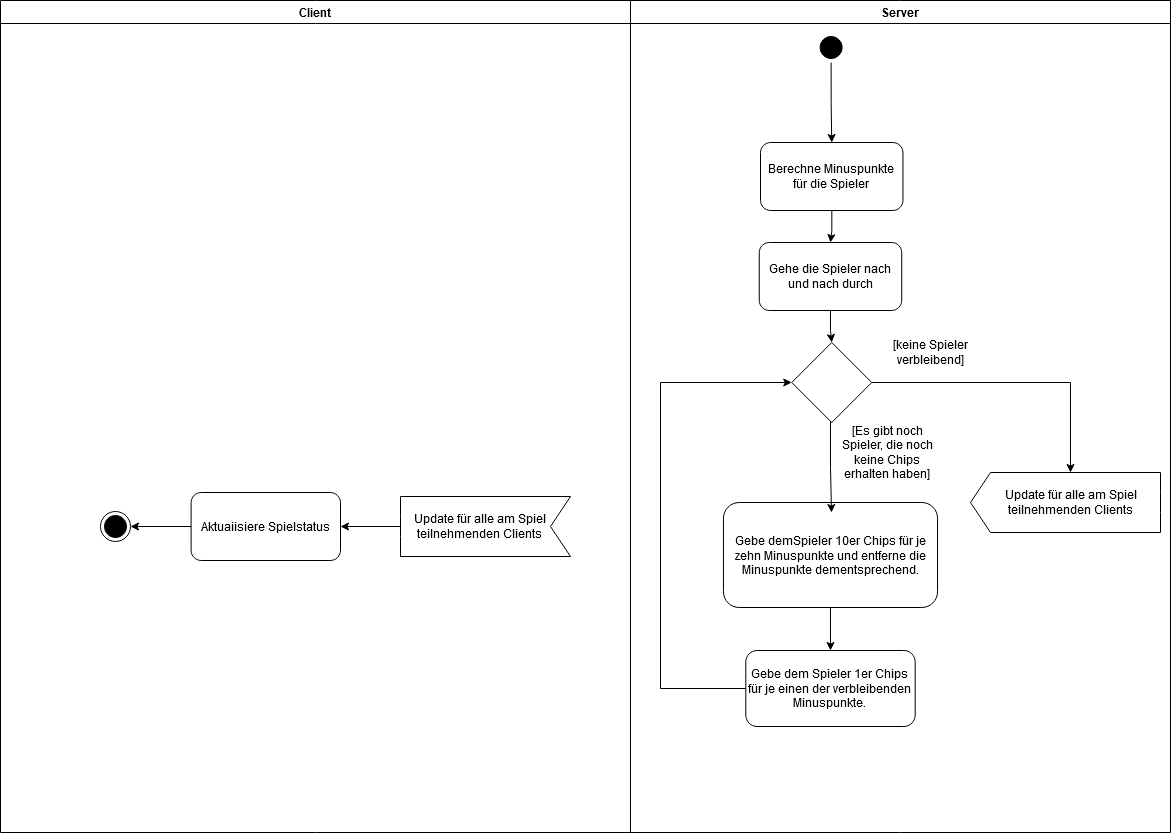 Client
Server
Berechne Minuspunkte
für die Spieler
Gehe die Spieler nach
und nach durch
[keine Spieler
verbleibend]
[Es gibt noch
Spieler, die noch
keine Chips
erhalten haben]
Update für alle am Spiel
teilnehmenden Clients
Gebe demSpieler 10er Chips für je
zehn Minuspunkte und entferne die
Minuspunkte dementsprechend.
Gebe dem Spieler 1er Chips
für je einen der verbleibenden
Minuspunkte.
Update für alle am Spiel
teilnehmenden Clients
Aktualisiere Spielstatus